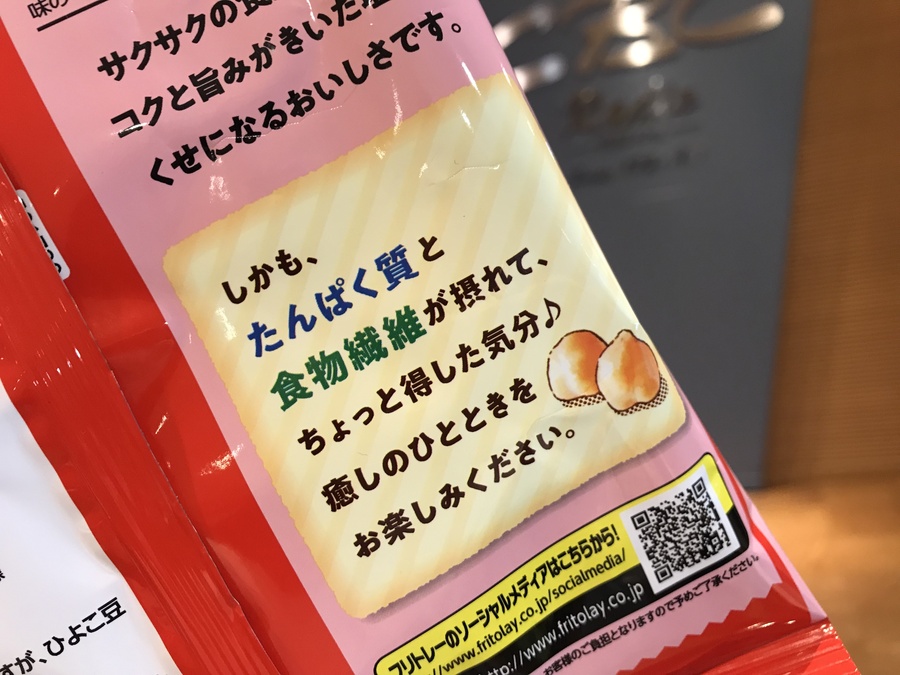 味の
サクサクの食
コクと旨みがきいた
くせになるおいしさです。
しかも、
たんぱく質と
食物繊維が摂れて、
ちょっと得した気分♪
癒しのひとときを
お楽しみください。
フリトレーのソーシャルメディアはこちらから!
//www.fritolay.co.jp/socialmedia/
http://www.fritolay.co.jp
お客様のご負担となりますので予めご了承ください。
すが、ひよこ豆